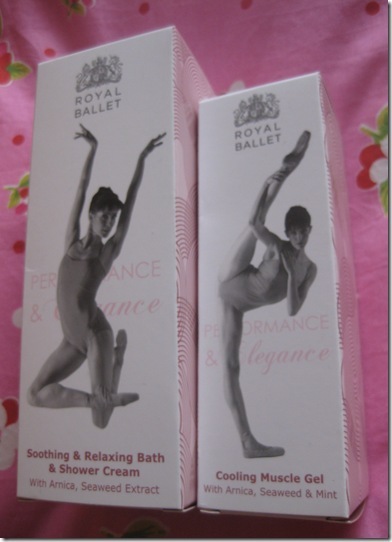 ROYAL
BALLET
PERFORMANCE
& Elegance
Soothing & Relaxing Bath
& Shower Cream
With Arnica, Seaweed Extract
ROYAL
BALLET
PERFORMANCE
& Elegance
Cooling Muscle Gel
With Arnica, Seaweed & Mint